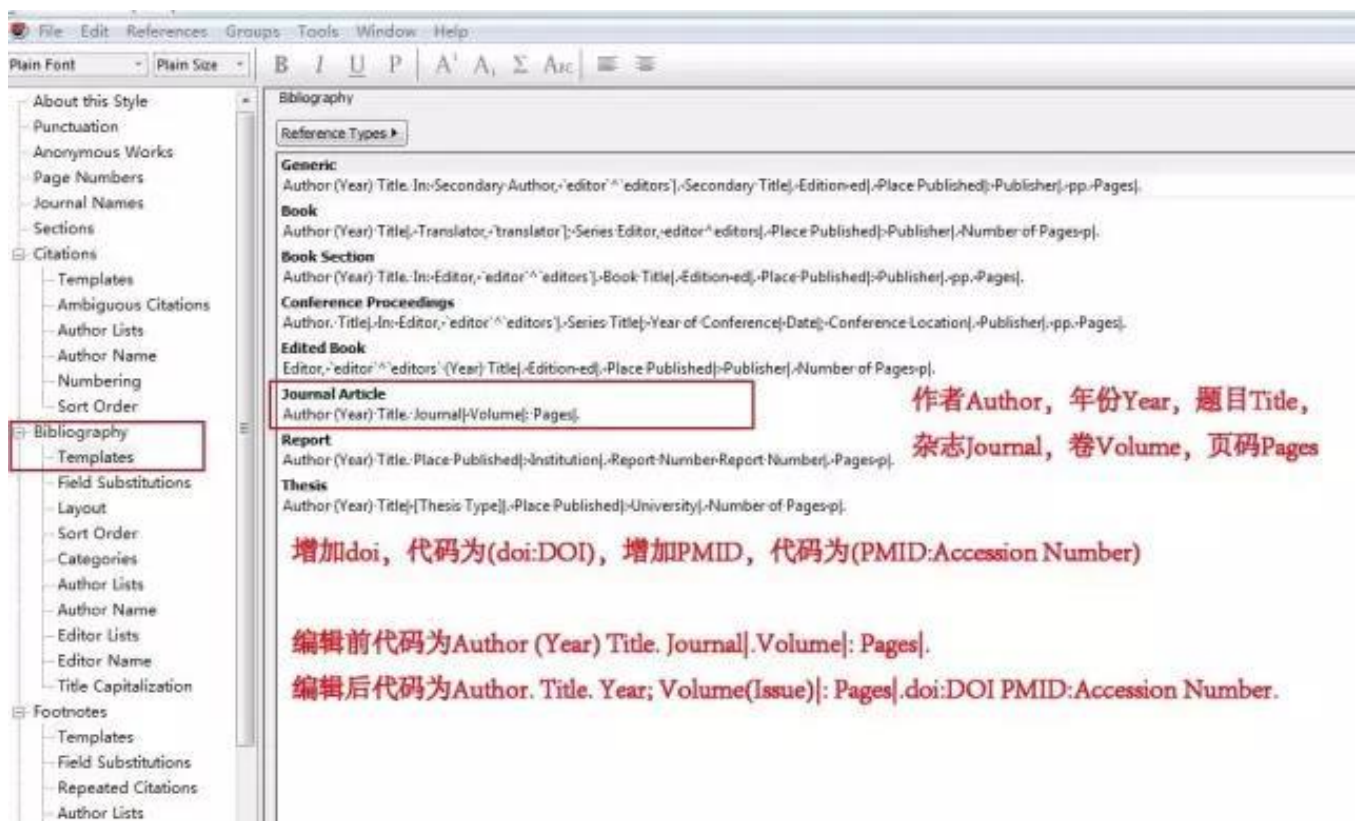 File Edit References Groups Tools Window Help
Plain Font Plain Size B I U P A¹ A₁ Σ Aʙᴄ
About this Style
Punctuation
Anonymous Works
Page Numbers
Journal Names
Sections
Citations
Templates
Ambiguous Citations
Author Lists
Author Name
Numbering
Sort Order
Bibliography
Templates
Field Substitutions
Layout
Sort Order
Categories
Author Lists
Author Name
Editor Lists
Editor Name
Title Capitalization
Footnotes
Templates
Field Substitutions
Repeated Citations
Author Lists
Bibliography
Reference Types
Generic
Author (Year) Title. In:·Secondary·Author,·`editor`^`editors`|.·Secondary·Title|.·Edition·ed|.·Place Published|:·Publisher|.·pp.·Pages|.
Book
Author (Year)·Title|.·Translator,·`translator`|;·Series Editor,·editor^editors|.·Place Published|:·Publisher|.·Number of Pages·p|.
Book Section
Author (Year)·Title. In:·Editor,·`editor`^`editors`|.·Book Title|.·Edition·ed|.·Place·Published|:·Publisher|.·pp.·Pages|.
Conference Proceedings
Author.·Title|.·In:·Editor,·`editor`^`editors`|.·Series Title|;·Year of Conference|·Date|;·Conference Location|.·Publisher|.·pp.·Pages|.
Edited Book
Editor,·`editor`^`editors`·(Year) Title|.·Edition·ed|.·Place Published|:·Publisher|.·Number of Pages·p|.
Journal Article
Author (Year)·Title.·Journal|·Volume|: Pages|.
Report
Author (Year)·Title. Place·Published|:·Institution|.·Report·Number·Report·Number|.·Pages·p|.
Thesis
Author (Year)·Title|·[Thesis Type]|.·Place Published|:·University|.·Number of Pages·p|.
作者Author，年份Year，题目Title，
杂志Journal，卷Volume，页码Pages
增加doi，代码为(doi:DOI)，增加PMID，代码为(PMID:Accession Number)
编辑前代码为Author (Year) Title. Journal|.Volume|: Pages|.
编辑后代码为Author. Title. Year; Volume(Issue)|: Pages|.doi:DOI PMID:Accession Number.